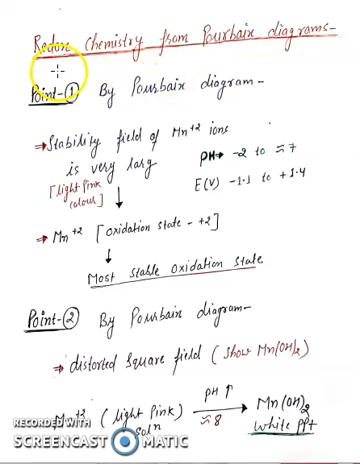 Redox Chemistry from Pourbaix diagrams-
Point-① By Pourbaix diagram-
⇒ Stability field of Mn+2 ions
is very larg
PH → -2 to ≈ 7
[light Pink
colour]
E(V) -1.1 to +1.4
⇒ Mn+2 [oxidation state - +2]
Most stable oxidation state
Point-② By Pourbaix diagram-
⇒ distorted square field (show Mn(OH)2)
Mn+2 (light pink) PH ↑ Mn(OH)2
soln ≈ 8 white ppt
RECORDED WITH
SCREENCAST MATIC